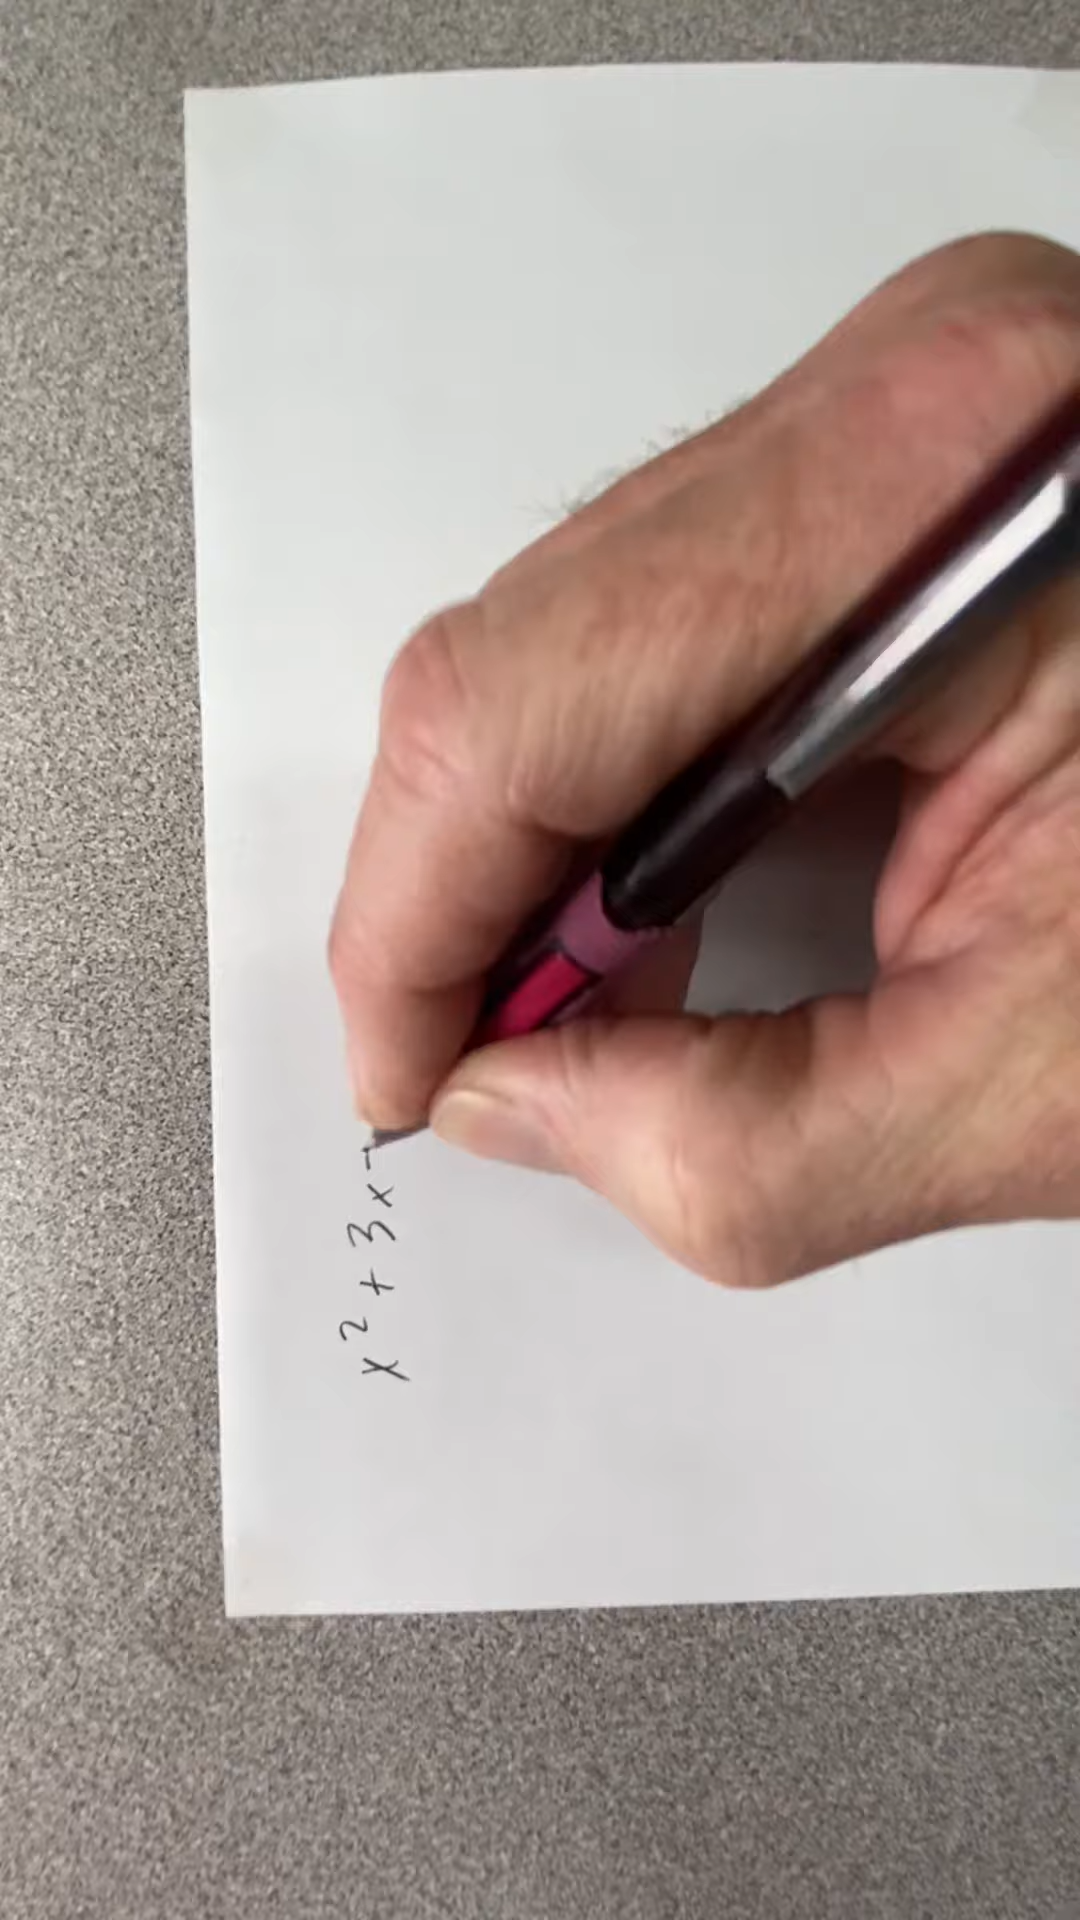 x² + 3x -